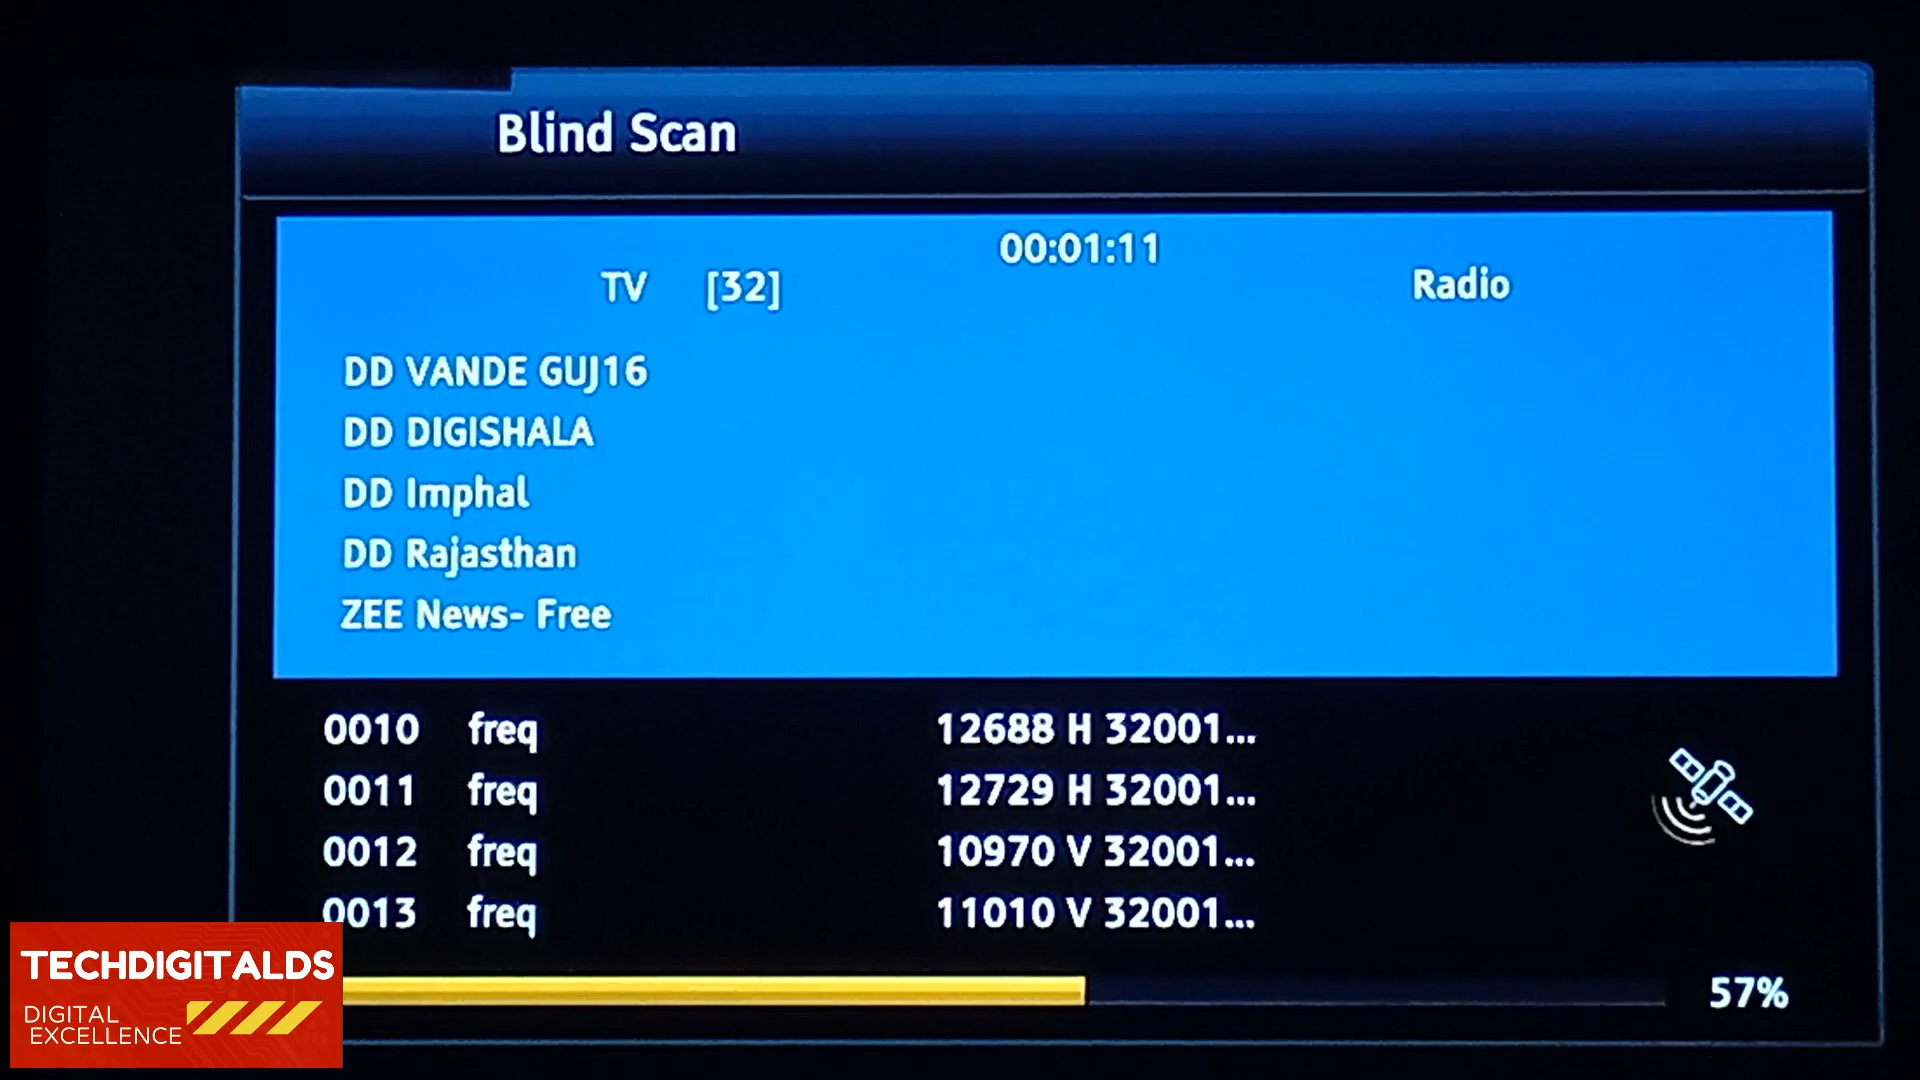 Blind Scan
00:01:11
TV [32] Radio
DD VANDE GUJ16
DD DIGISHALA
DD Imphal
DD Rajasthan
ZEE News- Free
0010 freq 12688 H 32001...
0011 freq 12729 H 32001...
0012 freq 10970 V 32001...
0013 freq 11010 V 32001...
57%
TECHDIGITALDS
DIGITAL
EXCELLENCE